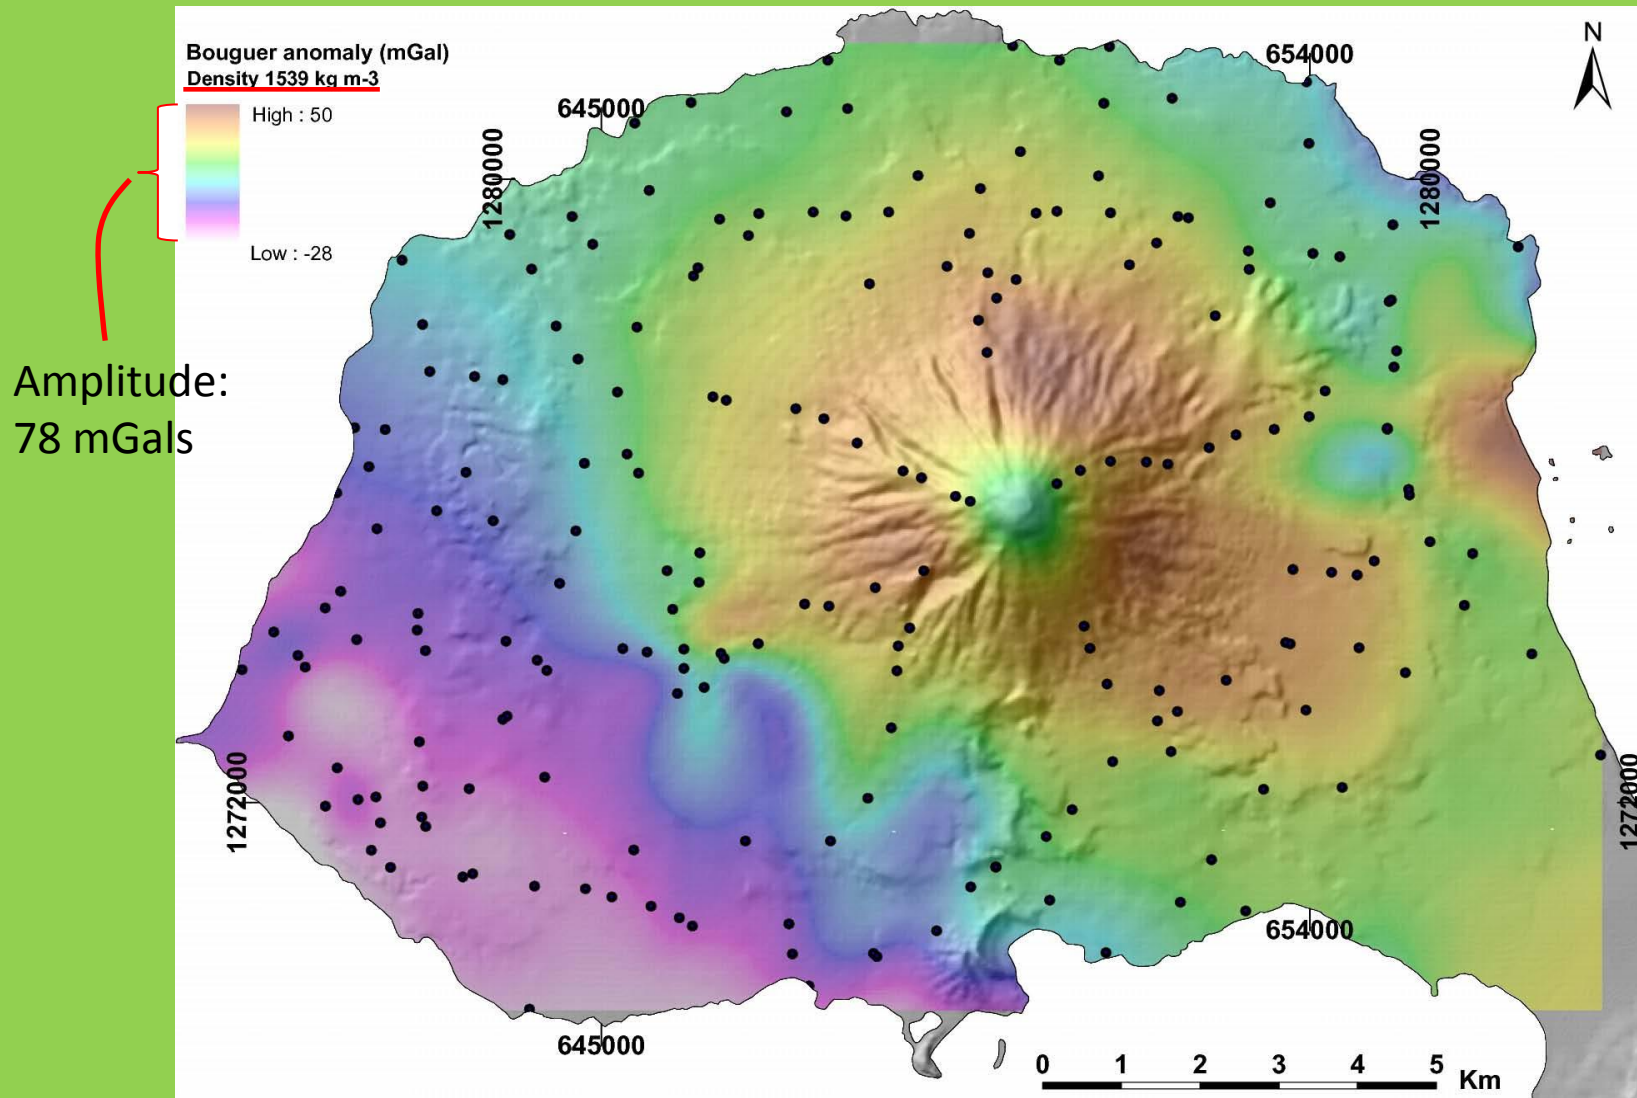 Bouguer anomaly (mGal)
Density 1539 kg m-3
High : 50
Low : -28
Amplitude:
78 mGals
N
645000
654000
1280000
1280000
1272000
1272000
645000
654000
0 1 2 3 4 5 Km